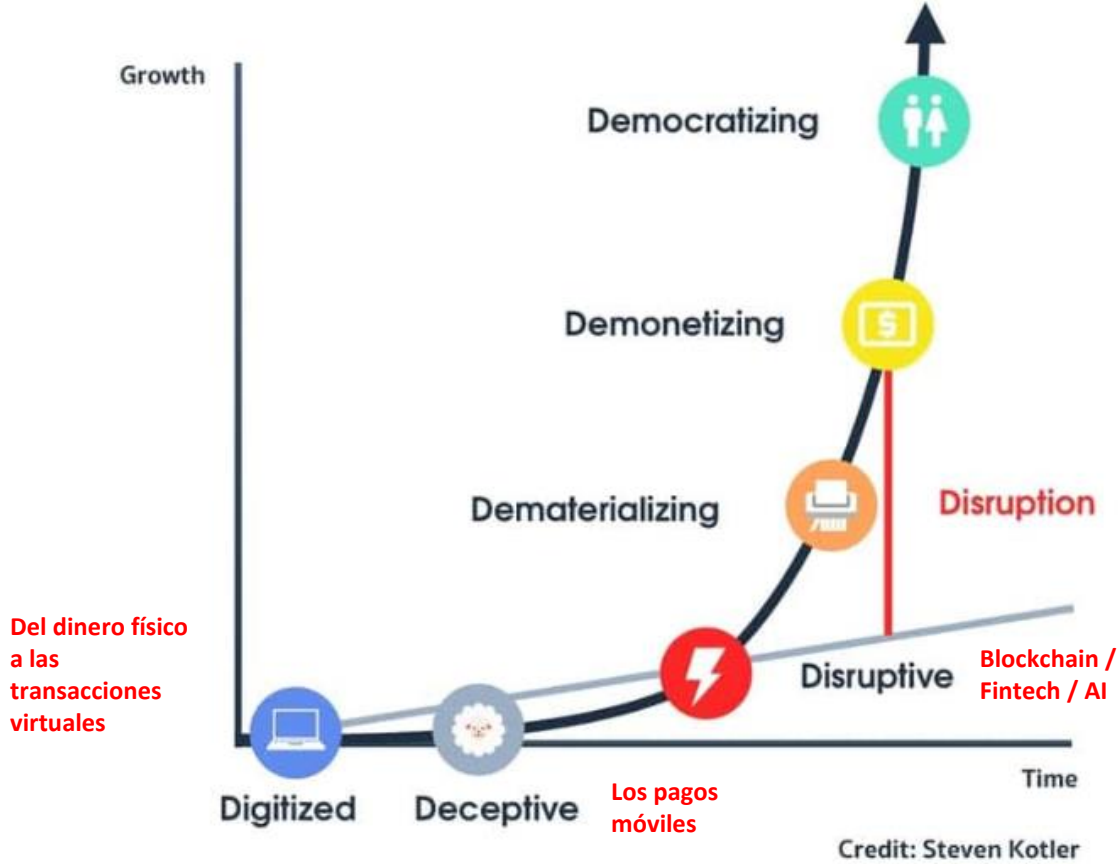 Growth
Democratizing
Demonetizing
$
Dematerializing
Disruption
Del dinero físico
a las
transacciones
virtuales
Disruptive
Blockchain /
Fintech / AI
Time
Digitized
Deceptive
Los pagos
móviles
Credit: Steven Kotler